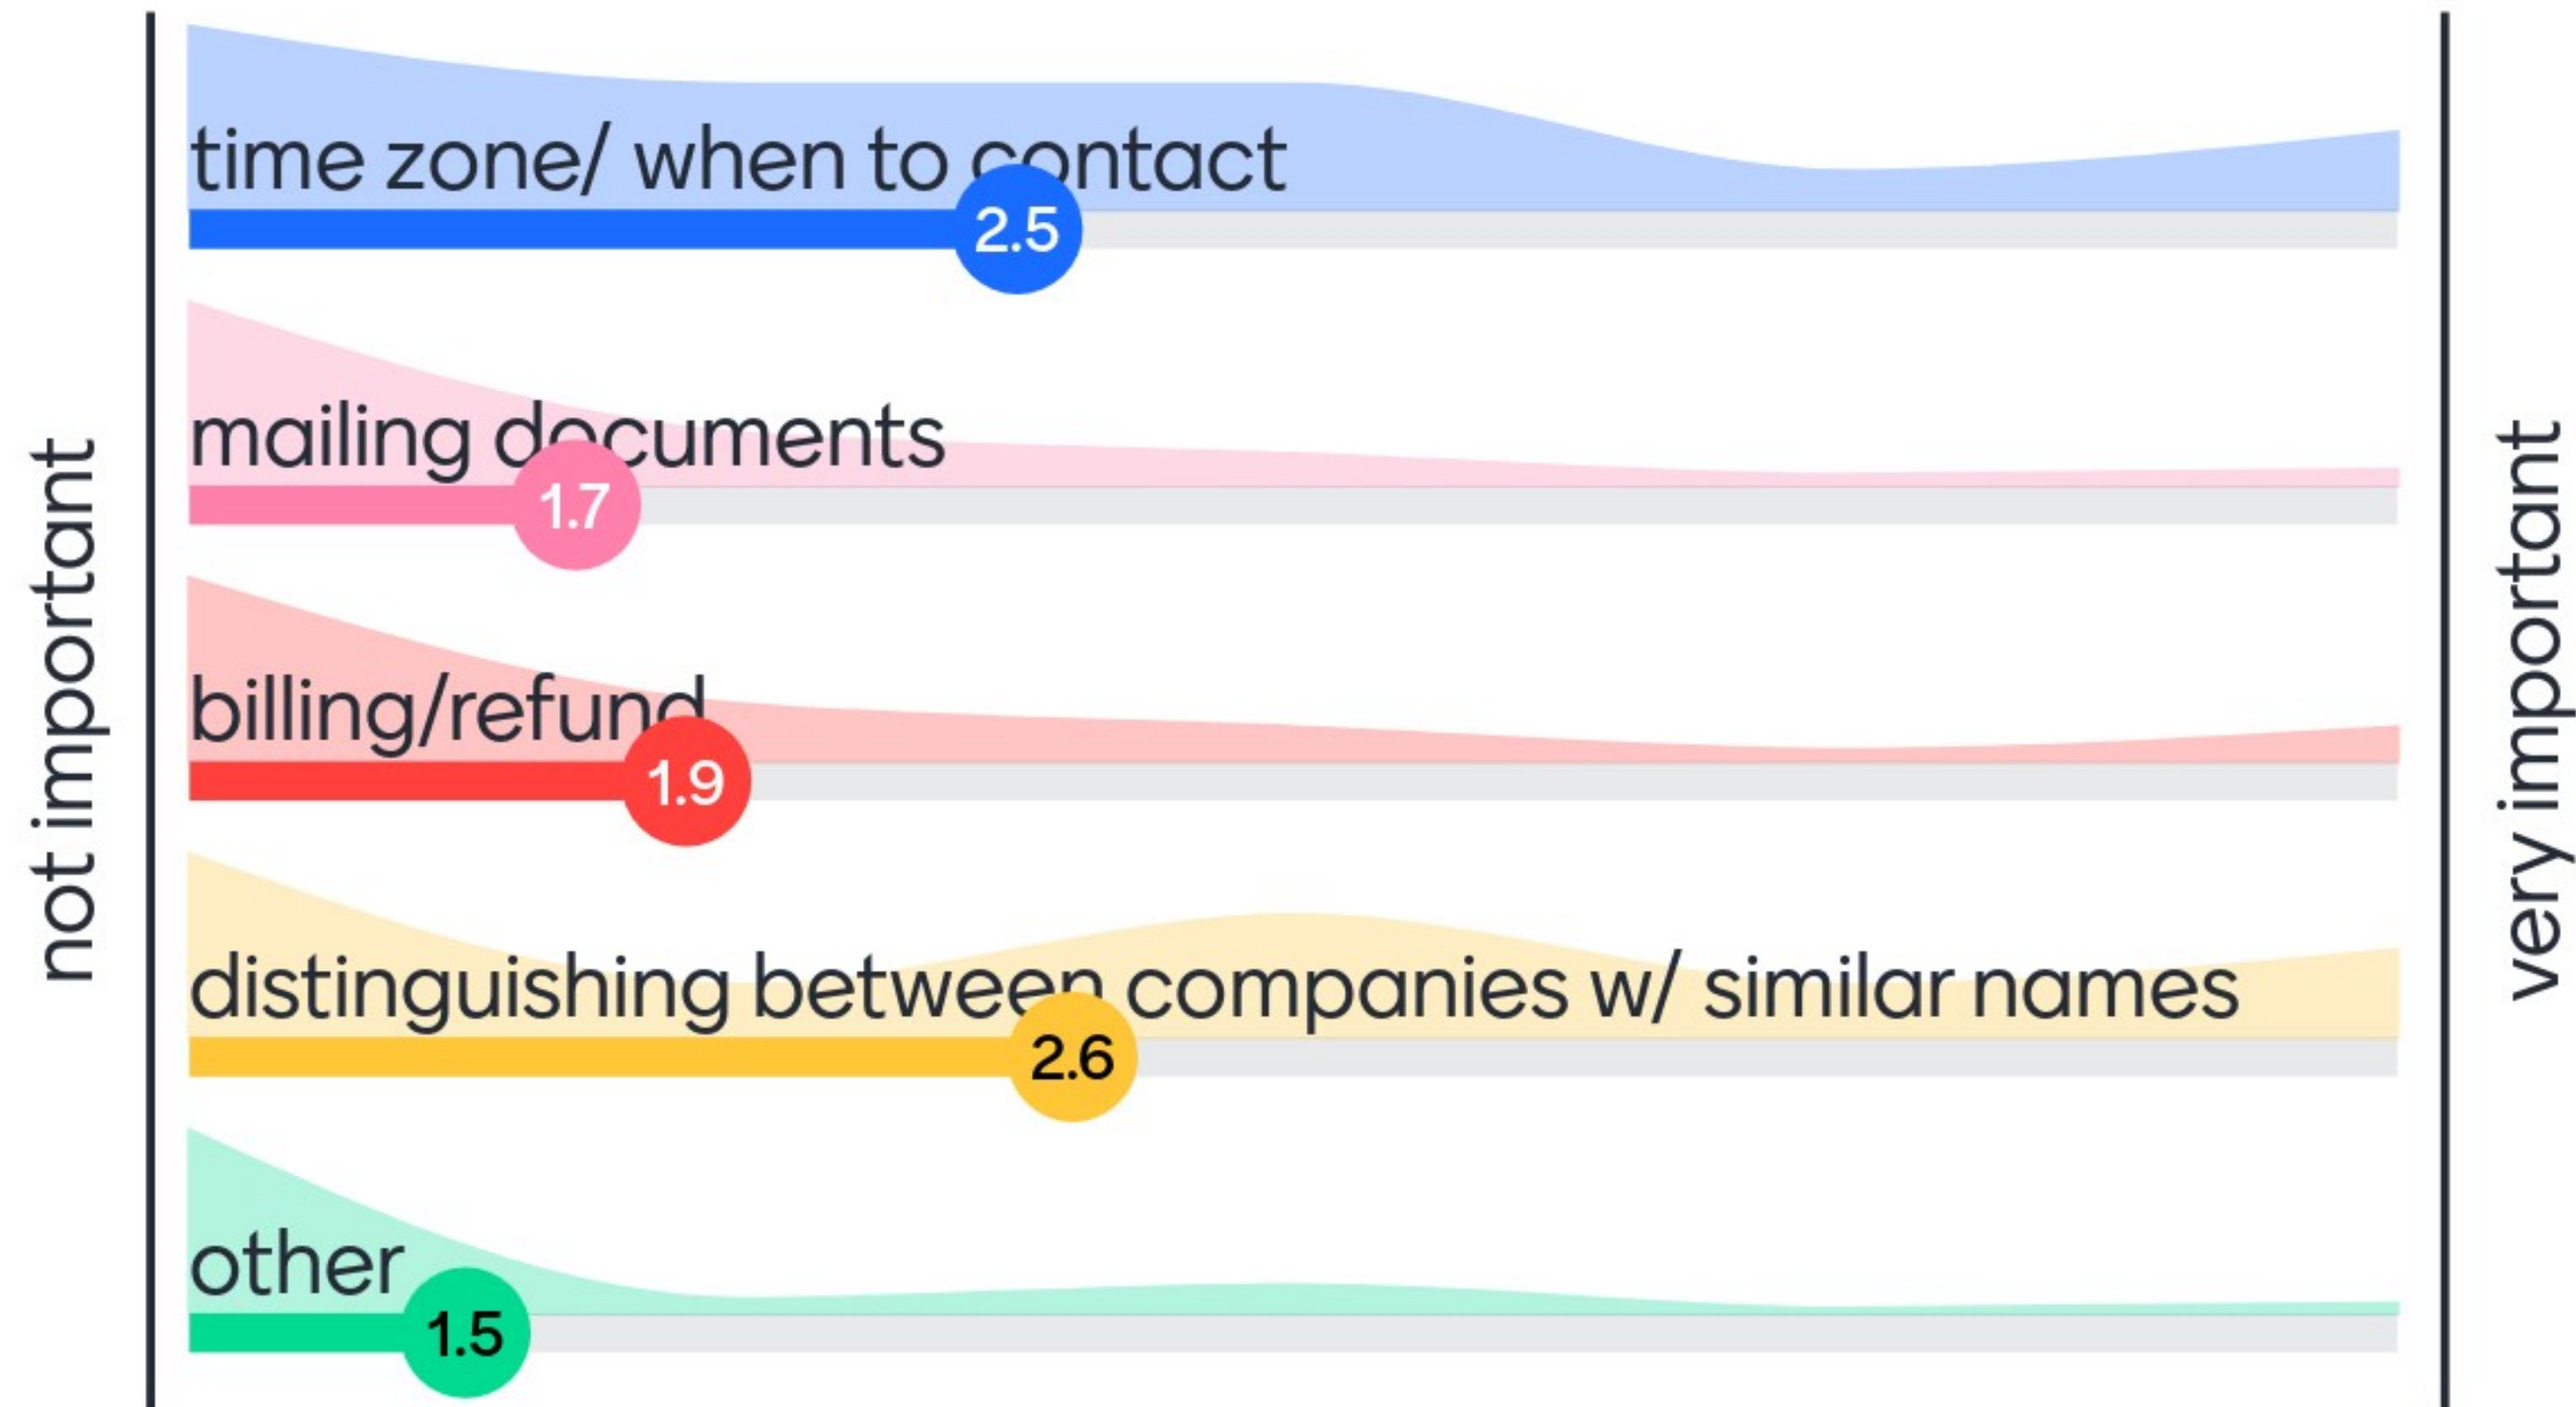 not important
time zone/ when to contact
2.5
mailing documents
1.7
billing/refund
1.9
distinguishing between companies w/ similar names
2.6
other
1.5
very important